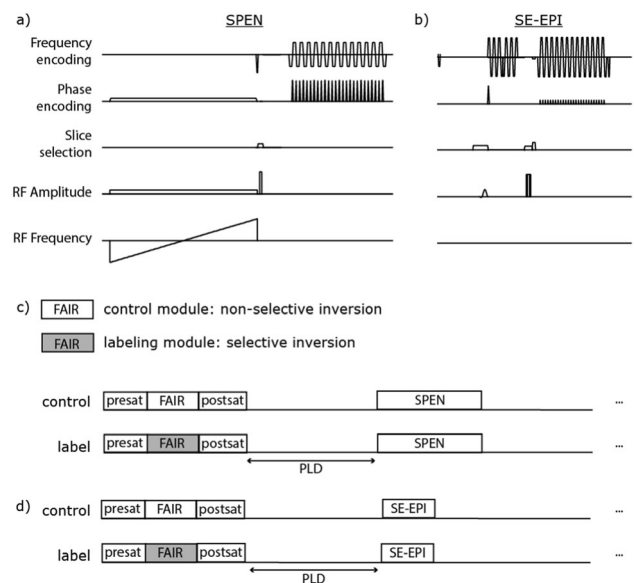 a)
SPEN
Frequency
encoding
Phase
encoding
Slice
selection
RF Amplitude
RF Frequency
b)
SE-EPI
c) FAIR control module: non-selective inversion
FAIR labeling module: selective inversion
control presat FAIR postsat SPEN ...
label presat FAIR postsat SPEN ...
PLD
d) control presat FAIR postsat SE-EPI ...
label presat FAIR postsat SE-EPI ...
PLD